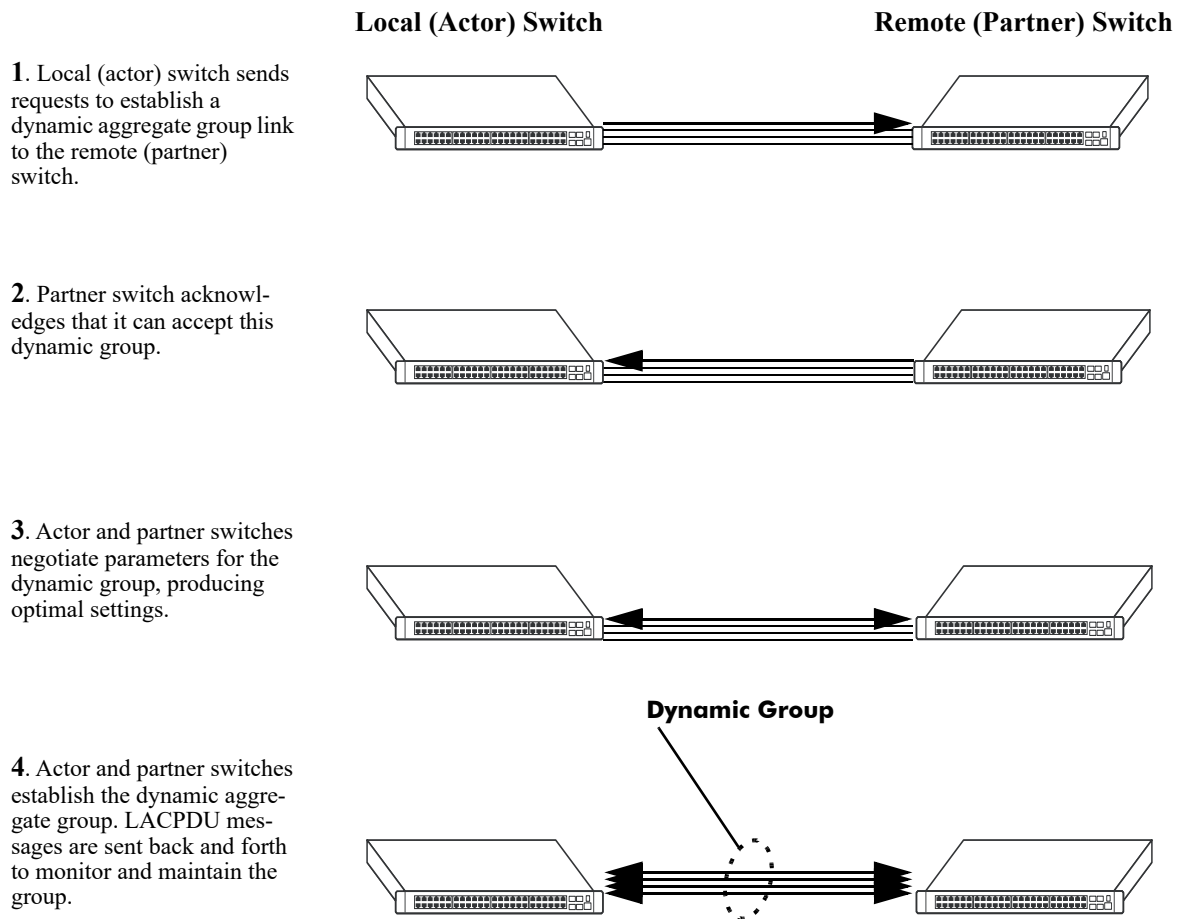 Local (Actor) Switch
Remote (Partner) Switch
1. Local (actor) switch sends
requests to establish a
dynamic aggregate group link
to the remote (partner)
switch.
2. Partner switch acknowl-
edges that it can accept this
dynamic group.
3. Actor and partner switches
negotiate parameters for the
dynamic group, producing
optimal settings.
Dynamic Group
4. Actor and partner switches
establish the dynamic aggre-
gate group. LACPDU mes-
sages are sent back and forth
to monitor and maintain the
group.